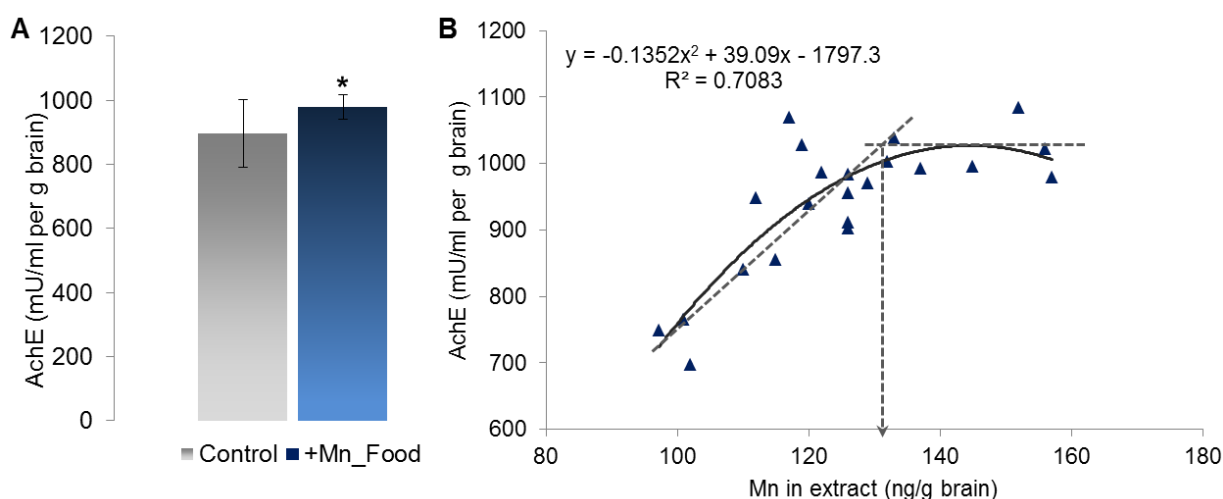 A
AchE (mU/ml per g brain)
1200
1000
800
600
400
200
0
*
Control +Mn_Food
B
y = -0.1352x² + 39.09x - 1797.3
R² = 0.7083
AchE (mU/ml per g brain)
1200
1100
1000
900
800
700
600
80 100 120 140 160 180
Mn in extract (ng/g brain)